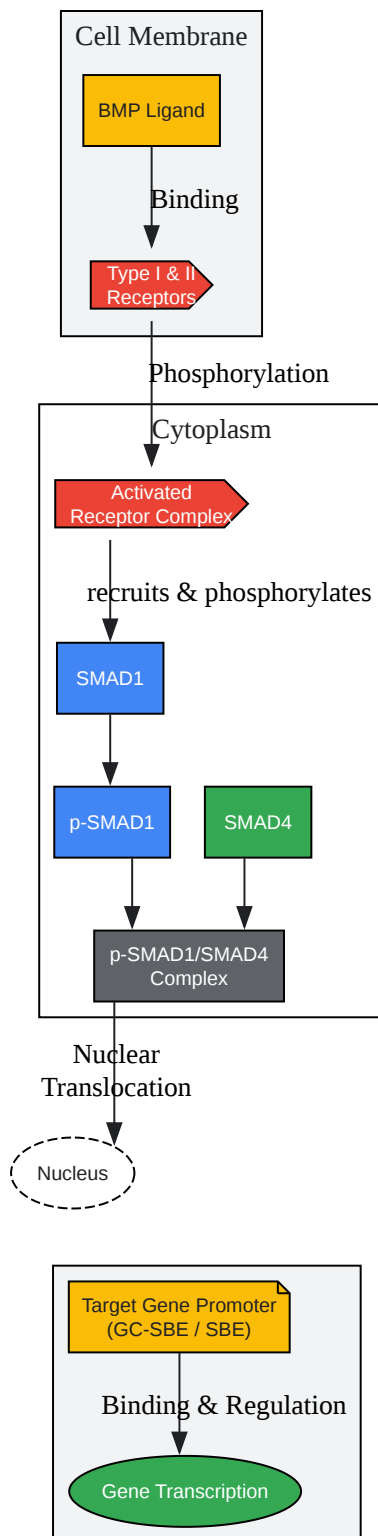 Cell Membrane
BMP Ligand
Binding
Type I & II
Receptors
Phosphorylation
Cytoplasm
Activated
Receptor Complex
recruits & phosphorylates
SMAD1
p-SMAD1
SMAD4
p-SMAD1/SMAD4
Complex
Nuclear
Translocation
Nucleus
Target Gene Promoter
(GC-SBE / SBE)
Binding & Regulation
Gene Transcription